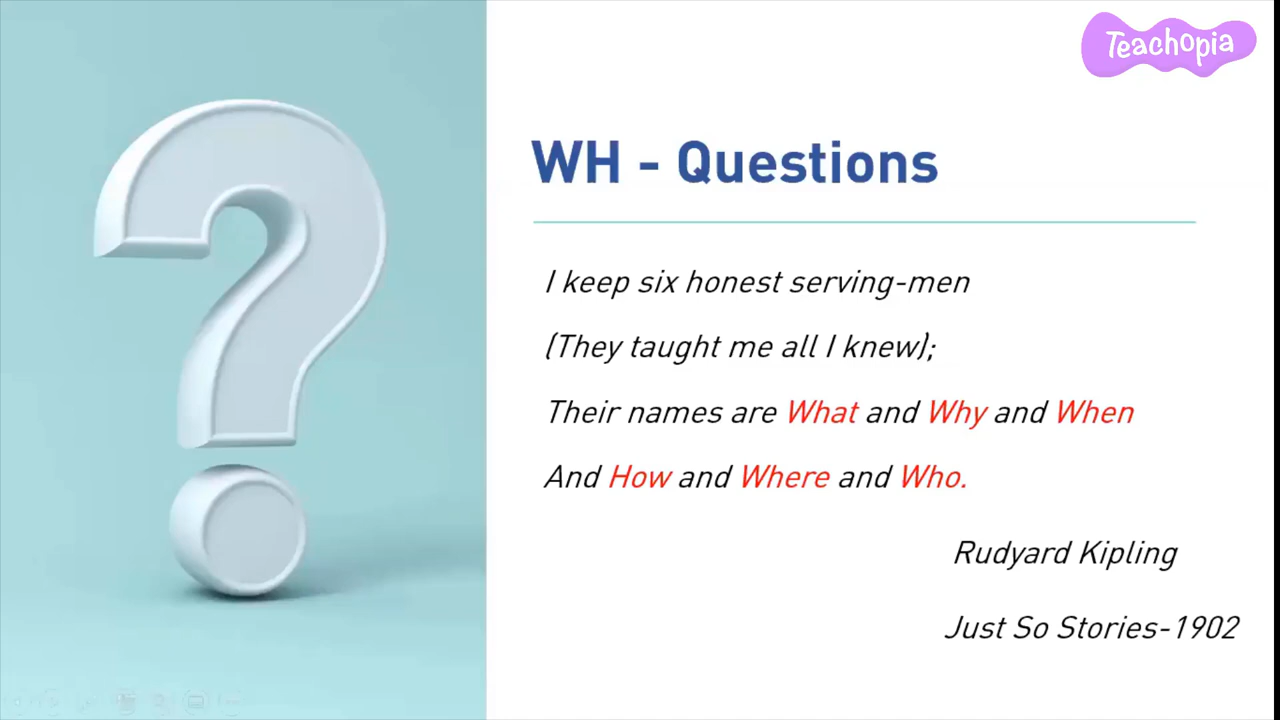 Teachopia
WH - Questions
I keep six honest serving-men
(They taught me all I knew);
Their names are What and Why and When
And How and Where and Who.
Rudyard Kipling
Just So Stories-1902